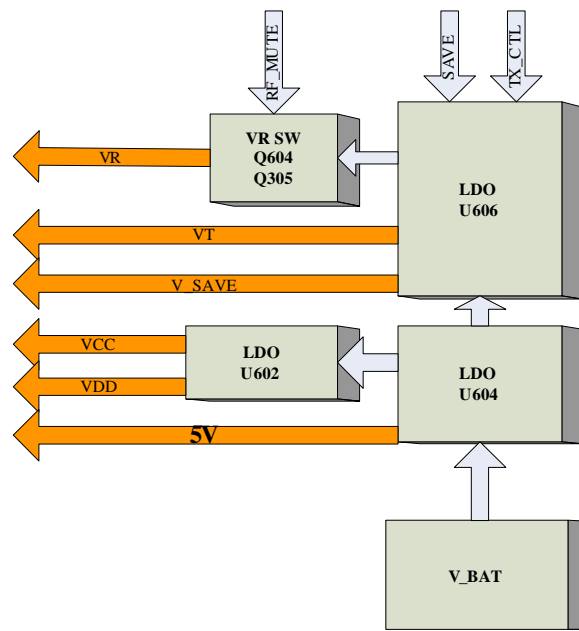 RF_MUTE
SAVE
TX_CTL
VR SW
Q604
Q305
VR
LDO
U606
VT
V_SAVE
VCC
LDO
U602
VDD
LDO
U604
5V
V_BAT